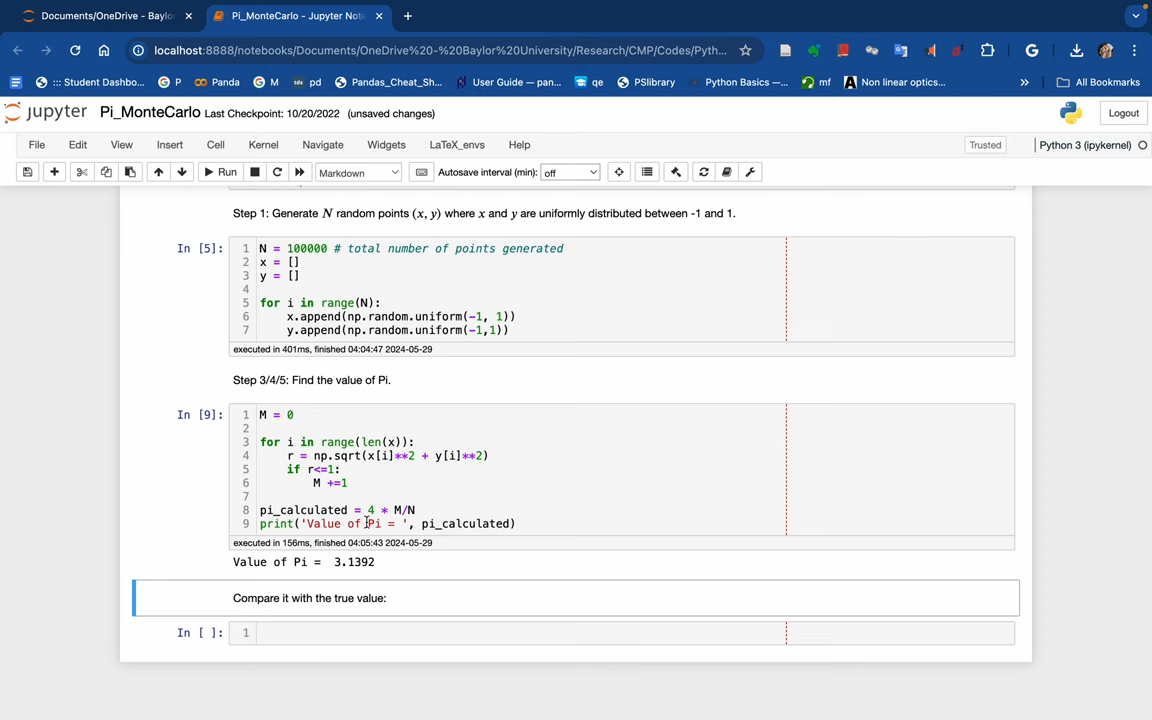 Documents/OneDrive - Baylo
Pi_MonteCarlo - Jupyter Note
localhost:8888/notebooks/Documents/OneDrive%20-%20Baylor%20University/Research/CMP/Codes/Pyth...
::: Student Dashbo...
G P
Panda
G M
sds pd
Pandas_Cheat_Sh...
User Guide — pan...
qe
PSlibrary
Python Basics —...
mf
Non linear optics...
»
All Bookmarks
jupyter Pi_MonteCarlo Last Checkpoint: 10/20/2022 (unsaved changes)
Logout
File Edit View Insert Cell Kernel Navigate Widgets LaTeX_envs Help
Trusted
Python 3 (ipykernel)
Run
Markdown
Autosave interval (min): off
Step 1: Generate N random points (x, y) where x and y are uniformly distributed between -1 and 1.
In [5]:
1 N = 100000 # total number of points generated
2 x = []
3 y = []
4
5 for i in range(N):
6 x.append(np.random.uniform(-1, 1))
7 y.append(np.random.uniform(-1,1))
executed in 401ms, finished 04:04:47 2024-05-29
Step 3/4/5: Find the value of Pi.
In [9]:
1 M = 0
2
3 for i in range(len(x)):
4 r = np.sqrt(x[i]**2 + y[i]**2)
5 if r<=1:
6 M +=1
7
8 pi_calculated = 4 * M/N
9 print('Value of Pi = ', pi_calculated)
executed in 156ms, finished 04:05:43 2024-05-29
Value of Pi = 3.1392
Compare it with the true value:
In [ ]:
1